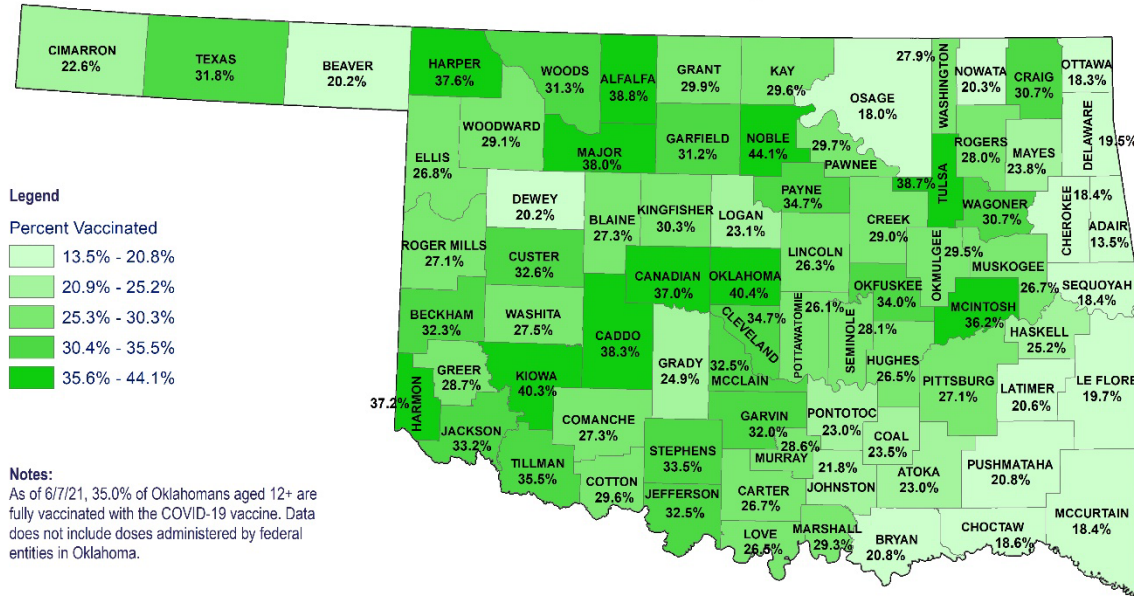 CIMARRON
22.6%
TEXAS
31.8%
BEAVER
20.2%
HARPER
37.6%
WOODS
31.3%
ALFALFA
38.8%
GRANT
29.9%
KAY
29.6%
OSAGE
18.0%
27.9%
WASHINGTON
NOWATA
20.3%
CRAIG
30.7%
OTTAWA
18.3%
DELAWARE
19.5%
WOODWARD
29.1%
ELLIS
26.8%
MAJOR
38.0%
GARFIELD
31.2%
NOBLE
44.1%
29.7%
PAWNEE
38.7%
TULSA
ROGERS
28.0%
MAYES
23.8%
DEWEY
20.2%
BLAINE
27.3%
KINGFISHER
30.3%
LOGAN
23.1%
PAYNE
34.7%
CREEK
29.0%
WAGONER
30.7%
CHEROKEE
18.4%
ADAIR
13.5%
ROGER MILLS
27.1%
CUSTER
32.6%
CANADIAN
37.0%
OKLAHOMA
40.4%
LINCOLN
26.3%
OKFUSKEE
34.0%
OKMULGEE
29.5%
MUSKOGEE
26.7%
SEQUOYAH
18.4%
BECKHAM
32.3%
WASHITA
27.5%
CADDO
38.3%
GRADY
24.9%
34.7%
CLEVELAND
32.5%
MCCLAIN
26.1%
POTTAWATOMIE
SEMINOLE
28.1%
HUGHES
26.5%
MCINTOSH
36.2%
HASKELL
25.2%
PITTSBURG
27.1%
LATIMER
20.6%
LE FLORE
19.7%
37.2%
HARMON
GREER
28.7%
KIOWA
40.3%
JACKSON
33.2%
TILLMAN
35.5%
COMANCHE
27.3%
COTTON
29.6%
STEPHENS
33.5%
JEFFERSON
32.5%
GARVIN
32.0%
28.6%
MURRAY
CARTER
26.7%
LOVE
26.5%
PONTOTOC
23.0%
COAL
23.5%
21.8%
JOHNSTON
ATOKA
23.0%
MARSHALL
29.3%
BRYAN
20.8%
PUSHMATAHA
20.8%
CHOCTAW
18.6%
MCCURTAIN
18.4%
Legend
Percent Vaccinated
13.5% - 20.8%
20.9% - 25.2%
25.3% - 30.3%
30.4% - 35.5%
35.6% - 44.1%
Notes:
As of 6/7/21, 35.0% of Oklahomans aged 12+ are
fully vaccinated with the COVID-19 vaccine. Data
does not include doses administered by federal
entities in Oklahoma.